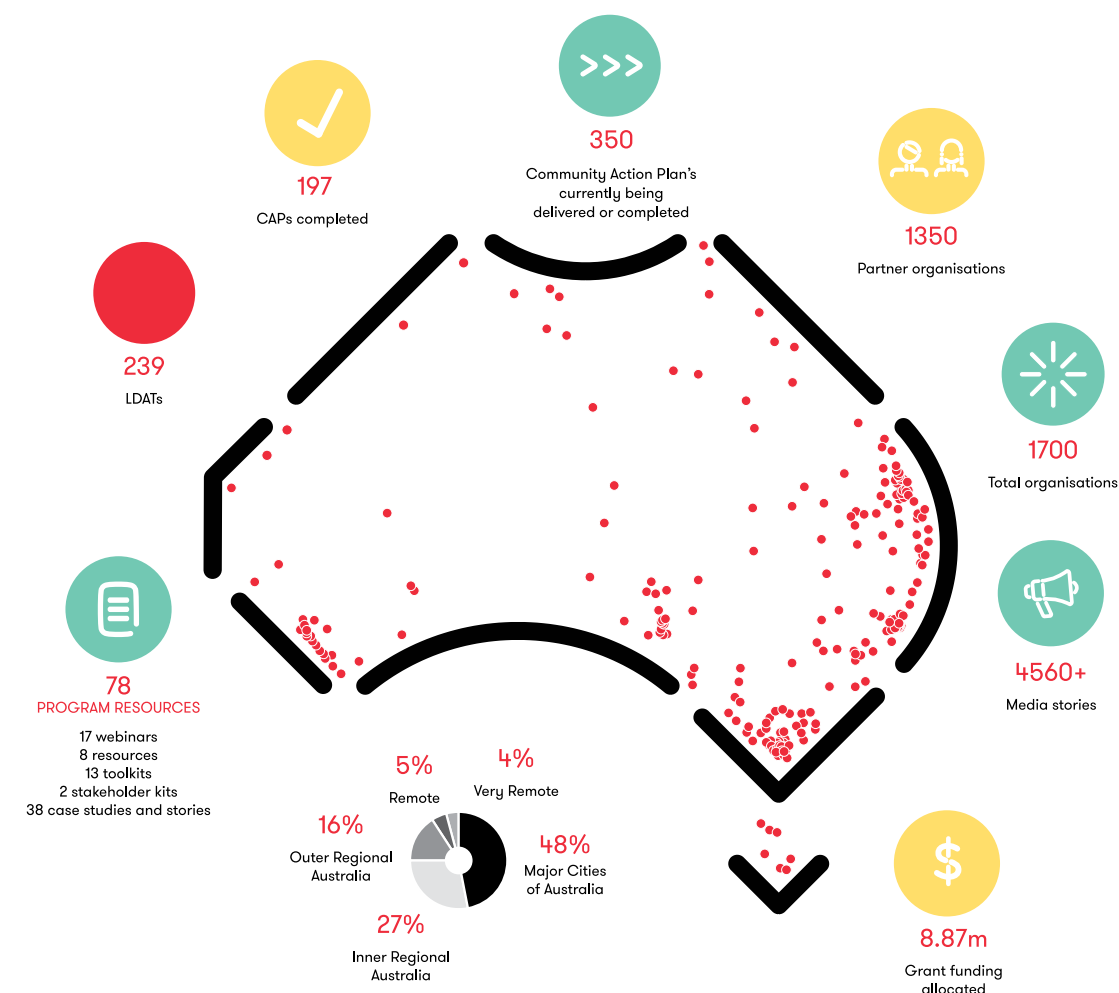 >>>
350
Community Action Plan's
currently being
delivered or completed
197
CAPs completed
1350
Partner organisations
239
LDATs
1700
Total organisations
78
PROGRAM RESOURCES
17 webinars
8 resources
13 toolkits
2 stakeholder kits
38 case studies and stories
4560+
Media stories
5%
Remote
4%
Very Remote
16%
Outer Regional
Australia
48%
Major Cities
of Australia
27%
Inner Regional
Australia
$
8.87m
Grant funding
allocated